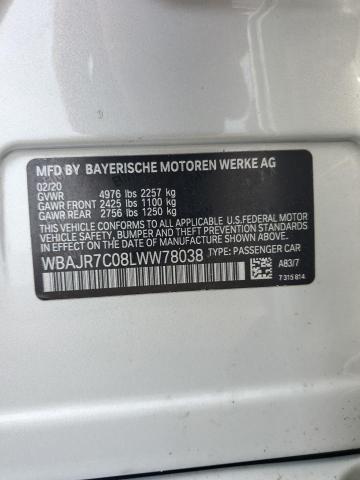 MFD BY BAYERISCHE MOTOREN WERKE AG
02/20
GVWR 4976 lbs 2257 kg
GAWR FRONT 2425 lbs 1100 kg
GAWR REAR 2756 lbs 1250 kg
THIS CONFORMS TO ALL APPLICABLE U.S.FEDERAL MOTOR
VEHICLE SAFETY, BUMPER, AND THEFT PREVENTION STANDARDS
IN EFFECT ON THE DATE OF MANUFACTURE SHOWN ABOVE.
WBAJR7C08LWW78038 TYPE: PASSENGER CAR
A83/7
7 315 814